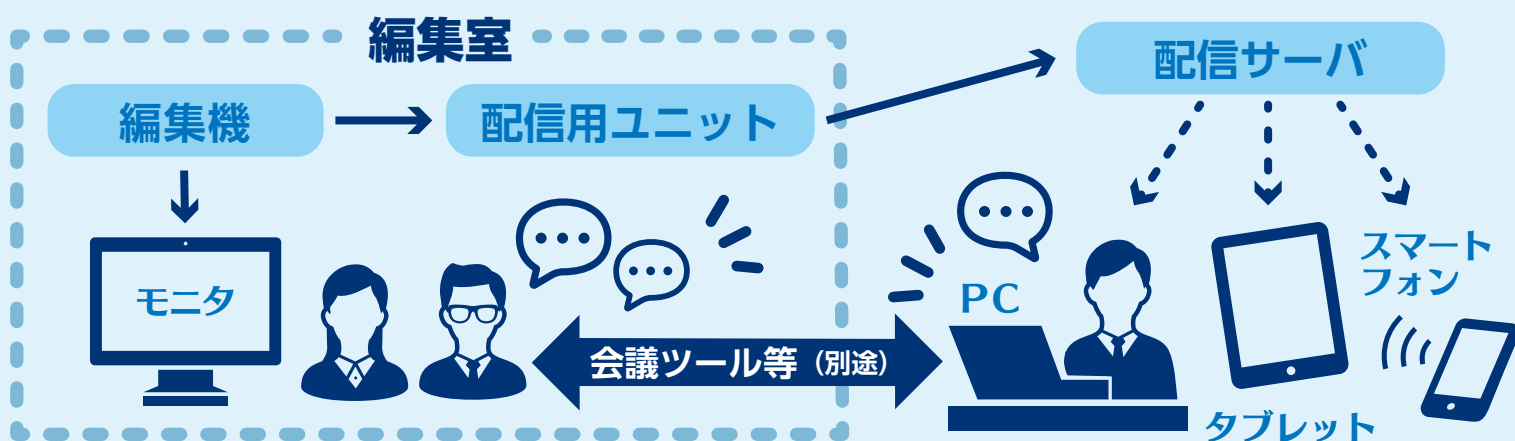 編集室
編集機
配信用ユニット
配信サーバ
モニタ
PC
スマート
フォン
会議ツール等（別途）
タブレット